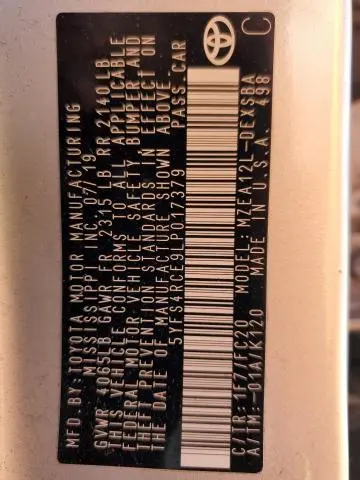 MFD.BY:TOYOTA MOTOR MANUFACTURING
MISSISSIPPI INC. 07/19
GVWR 4065LB GAWR FR 2315 LB RR 2140LB
THIS VEHICLE CONFORMS TO ALL APPLICABLE
FEDERAL MOTOR VEHICLE SAFETY BUMPER AND
THEFT PREVENTION STANDARDS IN EFFECT ON
THE DATE OF MANUFACTURE SHOWN ABOVE
5YFS4RCE9LP017379 PASS.CAR
C/TR:1F7/FC20 MODEL:MZEA12L-DEXSBA
A/TM:-01A/K120 MADE IN U.S.A. 498
C